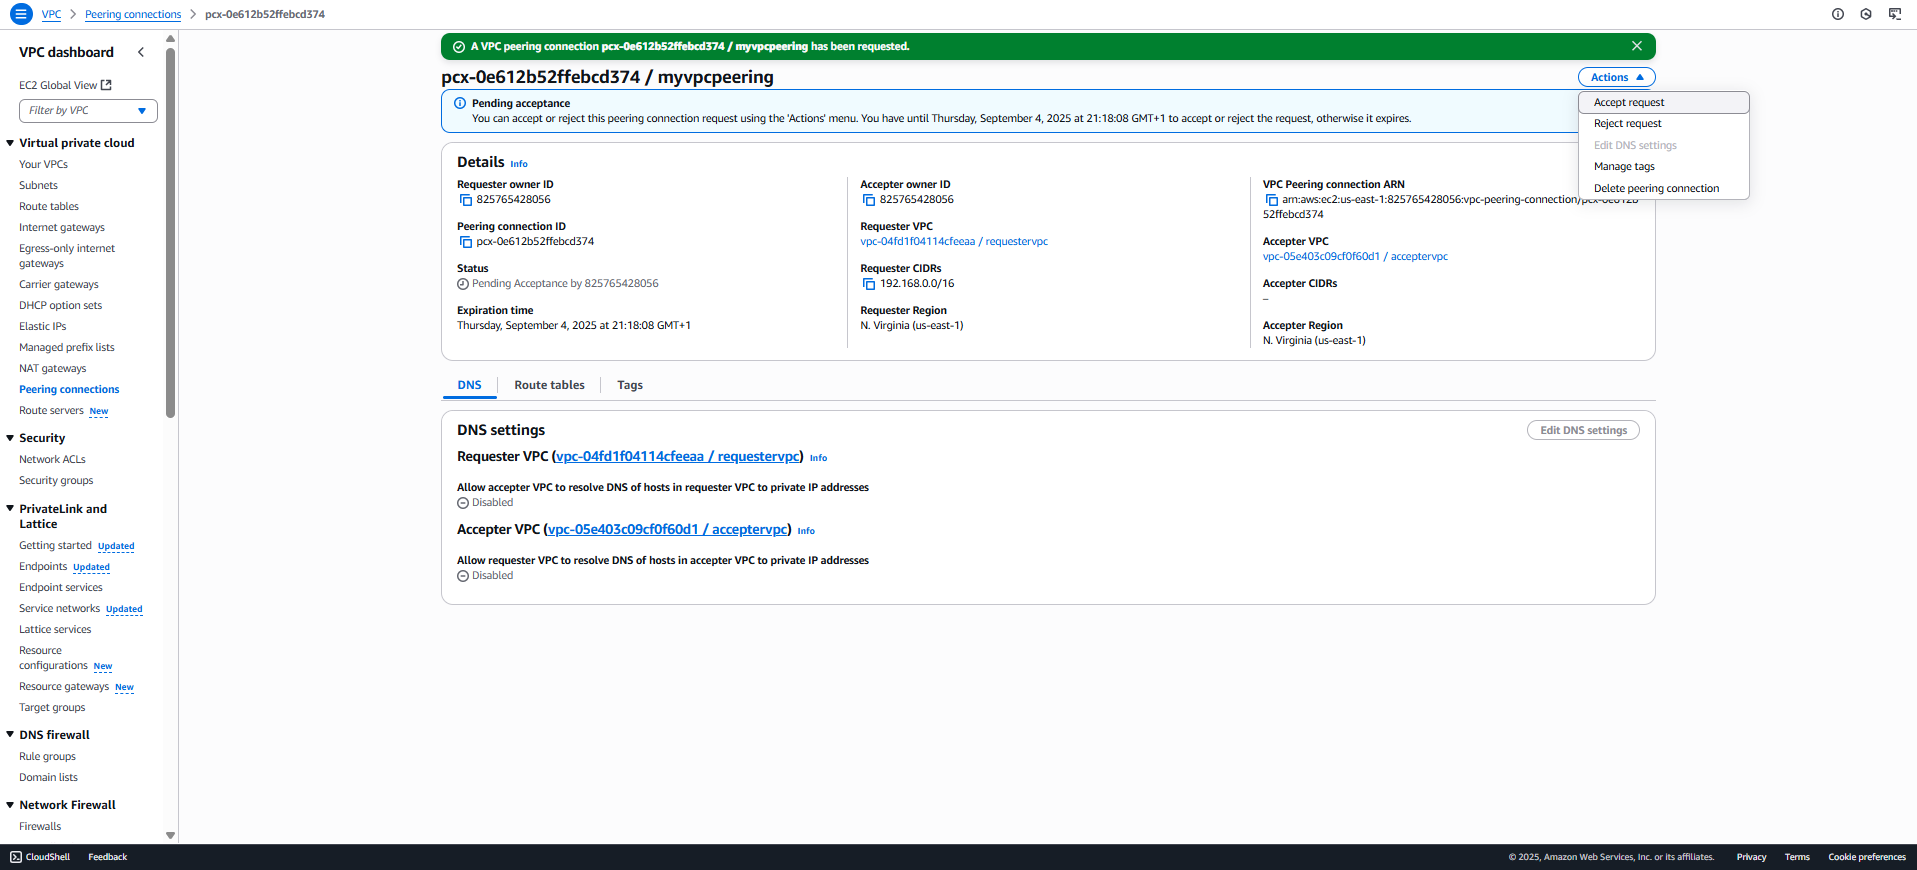 VPC > Peering connections > pcx-0e612b52ffebcd374
VPC dashboard
EC2 Global View
Filter by VPC
Virtual private cloud
Your VPCs
Subnets
Route tables
Internet gateways
Egress-only internet
gateways
Carrier gateways
DHCP option sets
Elastic IPs
Managed prefix lists
NAT gateways
Peering connections
Route servers New
Security
Network ACLs
Security groups
PrivateLink and
Lattice
Getting started Updated
Endpoints Updated
Endpoint services
Service networks Updated
Lattice services
Resource
configurations New
Resource gateways New
Target groups
DNS firewall
Rule groups
Domain lists
Network Firewall
Firewalls
A VPC peering connection pcx-0e612b52ffebcd374 / myvpcpeering has been requested.
pcx-0e612b52ffebcd374 / myvpcpeering
Actions
Accept request
Reject request
Edit DNS settings
Manage tags
Delete peering connection
Pending acceptance
You can accept or reject this peering connection request using the 'Actions' menu. You have until Thursday, September 4, 2025 at 21:18:08 GMT+1 to accept or reject the request, otherwise it expires.
Details Info
Requester owner ID
825765428056
Peering connection ID
pcx-0e612b52ffebcd374
Status
Pending Acceptance by 825765428056
Expiration time
Thursday, September 4, 2025 at 21:18:08 GMT+1
Accepter owner ID
825765428056
Requester VPC
vpc-04fd1f04114cfeeaa / requestervpc
Requester CIDRs
192.168.0.0/16
Requester Region
N. Virginia (us-east-1)
VPC Peering connection ARN
arn:aws:ec2:us-east-1:825765428056:vpc-peering-connection/pcx-0e612b
52ffebcd374
Accepter VPC
vpc-05e403c09cf0f60d1 / acceptervpc
Accepter CIDRs
–
Accepter Region
N. Virginia (us-east-1)
DNS
Route tables
Tags
DNS settings
Edit DNS settings
Requester VPC (vpc-04fd1f04114cfeeaa / requestervpc) Info
Allow accepter VPC to resolve DNS of hosts in requester VPC to private IP addresses
Disabled
Accepter VPC (vpc-05e403c09cf0f60d1 / acceptervpc) Info
Allow requester VPC to resolve DNS of hosts in accepter VPC to private IP addresses
Disabled
CloudShell
Feedback
© 2025, Amazon Web Services, Inc. or its affiliates.
Privacy
Terms
Cookie preferences